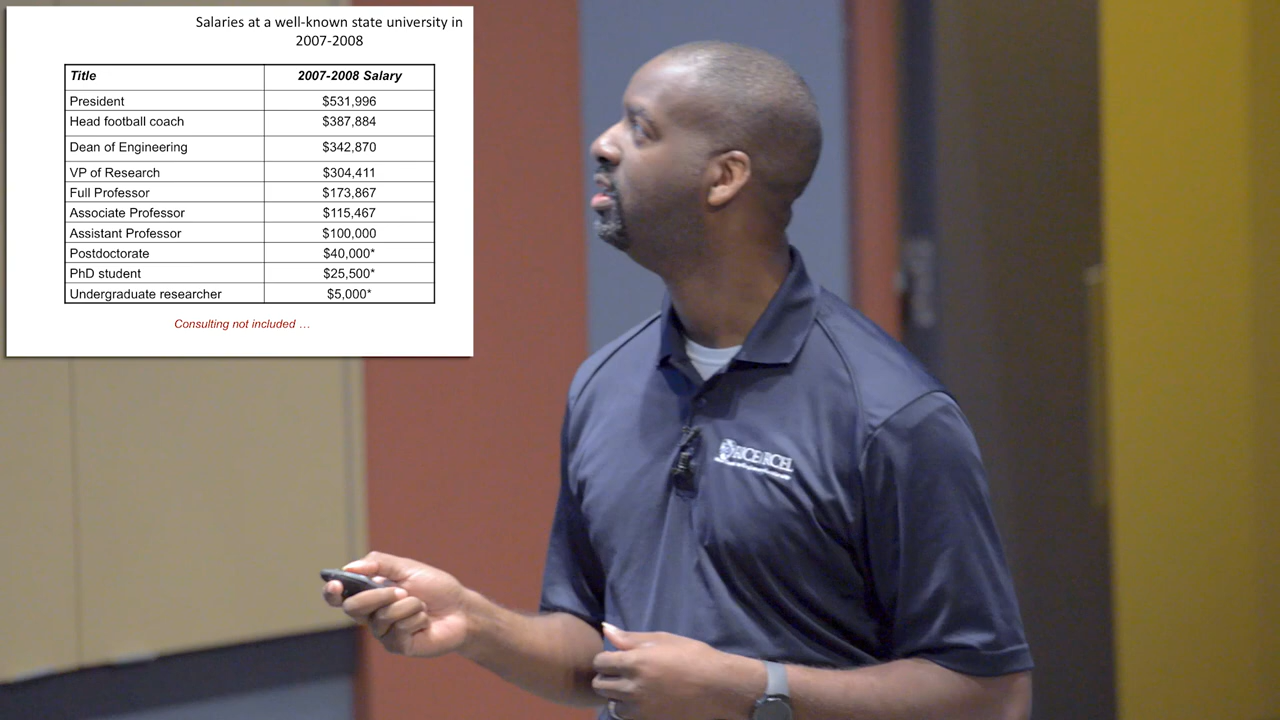 Salaries at a well-known state university in
2007-2008
Title 2007-2008 Salary
President $531,996
Head football coach $387,884
Dean of Engineering $342,870
VP of Research $304,411
Full Professor $173,867
Associate Professor $115,467
Assistant Professor $100,000
Postdoctorate $40,000*
PhD student $25,500*
Undergraduate researcher $5,000*
Consulting not included …